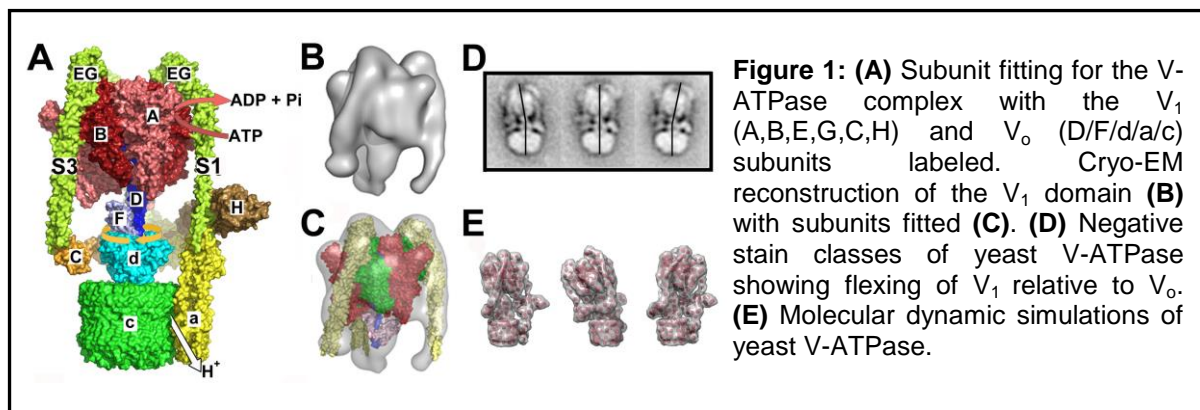 A
EG
EG
B
A
ADP + Pi
ATP
S3
S1
D
F
H
C
d
c
a
H+
B
C
D
E
Figure 1: (A) Subunit fitting for the V-
ATPase complex with the V1
(A,B,E,G,C,H) and Vo (D/F/d/a/c)
subunits labeled. Cryo-EM
reconstruction of the V1 domain (B)
with subunits fitted (C). (D) Negative
stain classes of yeast V-ATPase
showing flexing of V1 relative to Vo.
(E) Molecular dynamic simulations of
yeast V-ATPase.